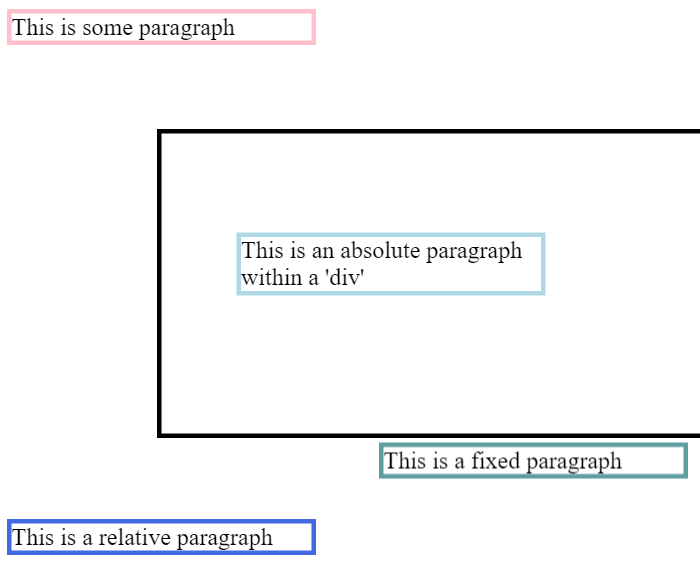 This is some paragraph
This is an absolute paragraph
within a 'div'
This is a fixed paragraph
This is a relative paragraph